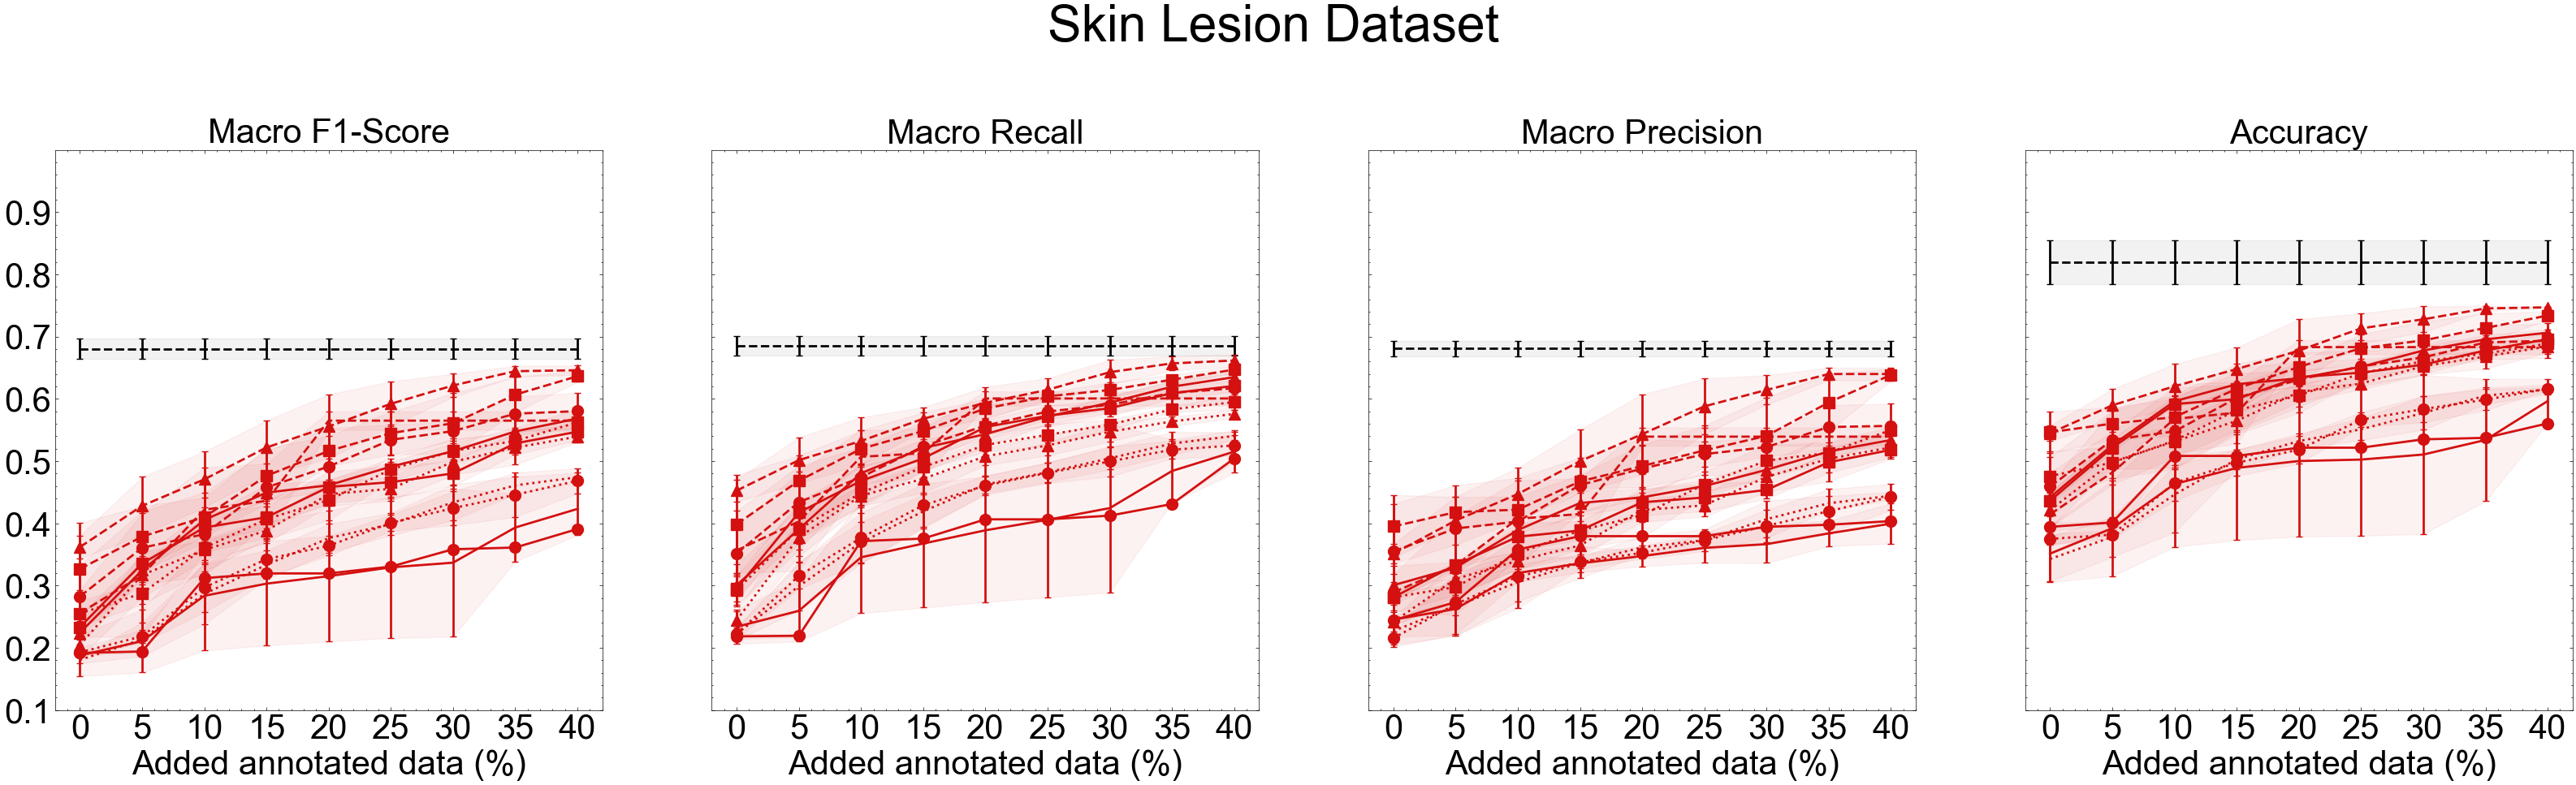 Skin Lesion Dataset
Macro F1-Score
Macro Recall
Macro Precision
Accuracy
0.9
0.8
0.7
0.6
0.5
0.4
0.3
0.2
0.1
0 5 10 15 20 25 30 35 40
0 5 10 15 20 25 30 35 40
0 5 10 15 20 25 30 35 40
0 5 10 15 20 25 30 35 40
Added annotated data (%)
Added annotated data (%)
Added annotated data (%)
Added annotated data (%)